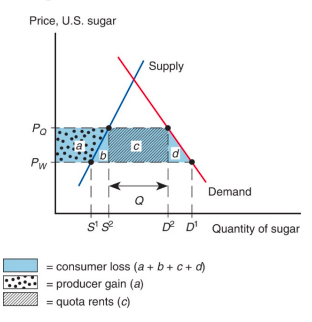 Price, U.S. sugar
Supply
P_Q
a
b
c
d
P_W
Q
Demand
S¹ S² D² D¹ Quantity of sugar
= consumer loss (a + b + c + d)
= producer gain (a)
= quota rents (c)